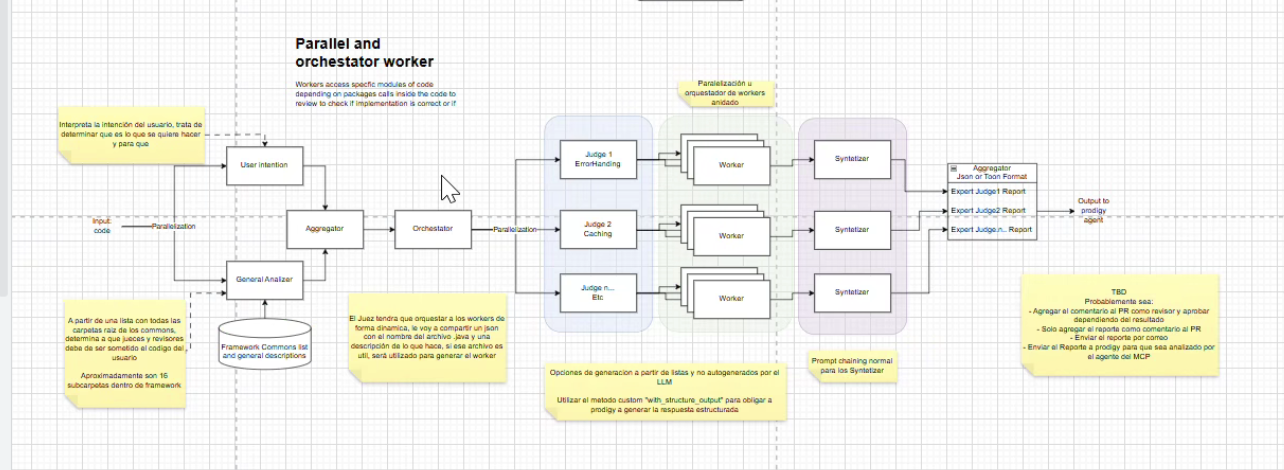 Parallel and
orchestator worker
Workers access specfic modules of code
depending on packages calls inside the code to
review to check if implementation is correct or if
Paralelización u
orquestador de workers
anidado
Interpreta la intención del usuario, trata de
determinar que es lo que se quiere hacer
y para que
User intention
Judge 1
ErrorHanding
Worker
Syntetizer
Aggregator
Json or Toon Format
Expert Judge1 Report
Expert Judge2 Report
Expert Judge.n.. Report
Input:
code
Paralelization
Aggregator
Orchestrator
Paralelization
Judge 2
Caching
Worker
Syntetizer
Output to
prodigy
agent
General Analizer
Judge n...
Etc
Worker
Syntetizer
Framework Commons list
and general descriptions
A partir de una lista con todas las
carpetas raiz de los commons,
determina a que jueces y revisores
debe de ser sometido el codigo del
usuario
Aproximadamente son 16
subcarpetas dentro de framework
El Juez tendra que orquestar a los workers de
forma dinamica, le voy a compartir un json
con el nombre del archivo .java y una
descripción de lo que hace, si ese archivo es
util, será utilizado para generar el worker
Opciones de generacion a partir de listas y no autogenerados por el
LLM
Utilizar el metodo custom "with_structure_output" para obligar a
prodigy a generar la respuesta estructurada
Prompt chaining normal
para los Syntetizer
TBD
Probablemente sea:
- Agregar el comentario al PR como revisor y aprobar
dependiendo del resultado
- Solo agregar el reporte como comentario al PR
- Enviar el reporte por correo
- Enviar el Reporte a prodigy para que sea analizado por
el agente del MCP